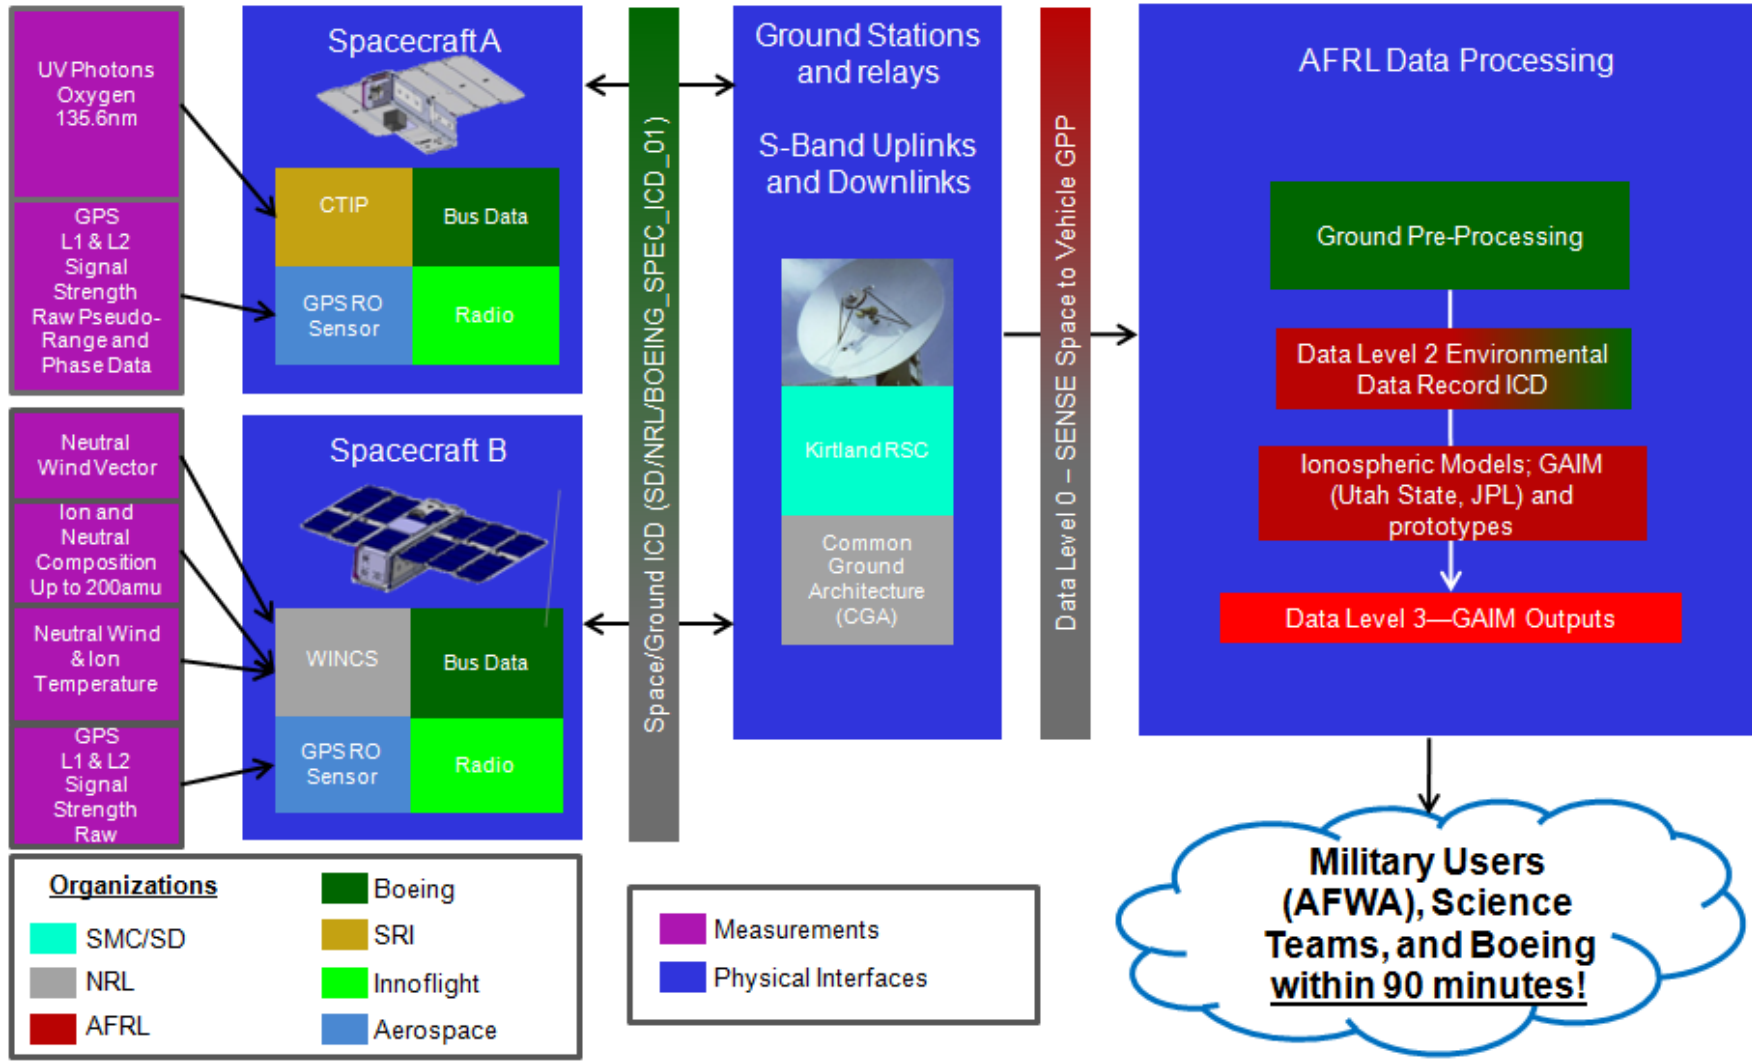 UV Photons
Oxygen
135.6nm
GPS
L1 & L2
Signal
Strength
Raw Pseudo-
Range and
Phase Data
Spacecraft A
CTIP
Bus Data
GPS RO
Sensor
Radio
Neutral
Wind Vector
Ion and
Neutral
Composition
Up to 200amu
Neutral Wind
& Ion
Temperature
GPS
L1 & L2
Signal
Strength
Raw
Spacecraft B
WINCS
Bus Data
GPS RO
Sensor
Radio
Space/Ground ICD (SD/NRL/BOEING_SPEC_ICD_01)
Ground Stations
and relays
S-Band Uplinks
and Downlinks
Kirtland RSC
Common
Ground
Architecture
(CGA)
Data Level 0 – SENSE Space to Vehicle GPP
AFRL Data Processing
Ground Pre-Processing
Data Level 2 Environmental
Data Record ICD
Ionospheric Models; GAIM
(Utah State, JPL) and
prototypes
Data Level 3—GAIM Outputs
Military Users
(AFWA), Science
Teams, and Boeing
within 90 minutes!
Organizations
SMC/SD
NRL
AFRL
Boeing
SRI
Innoflight
Aerospace
Measurements
Physical Interfaces